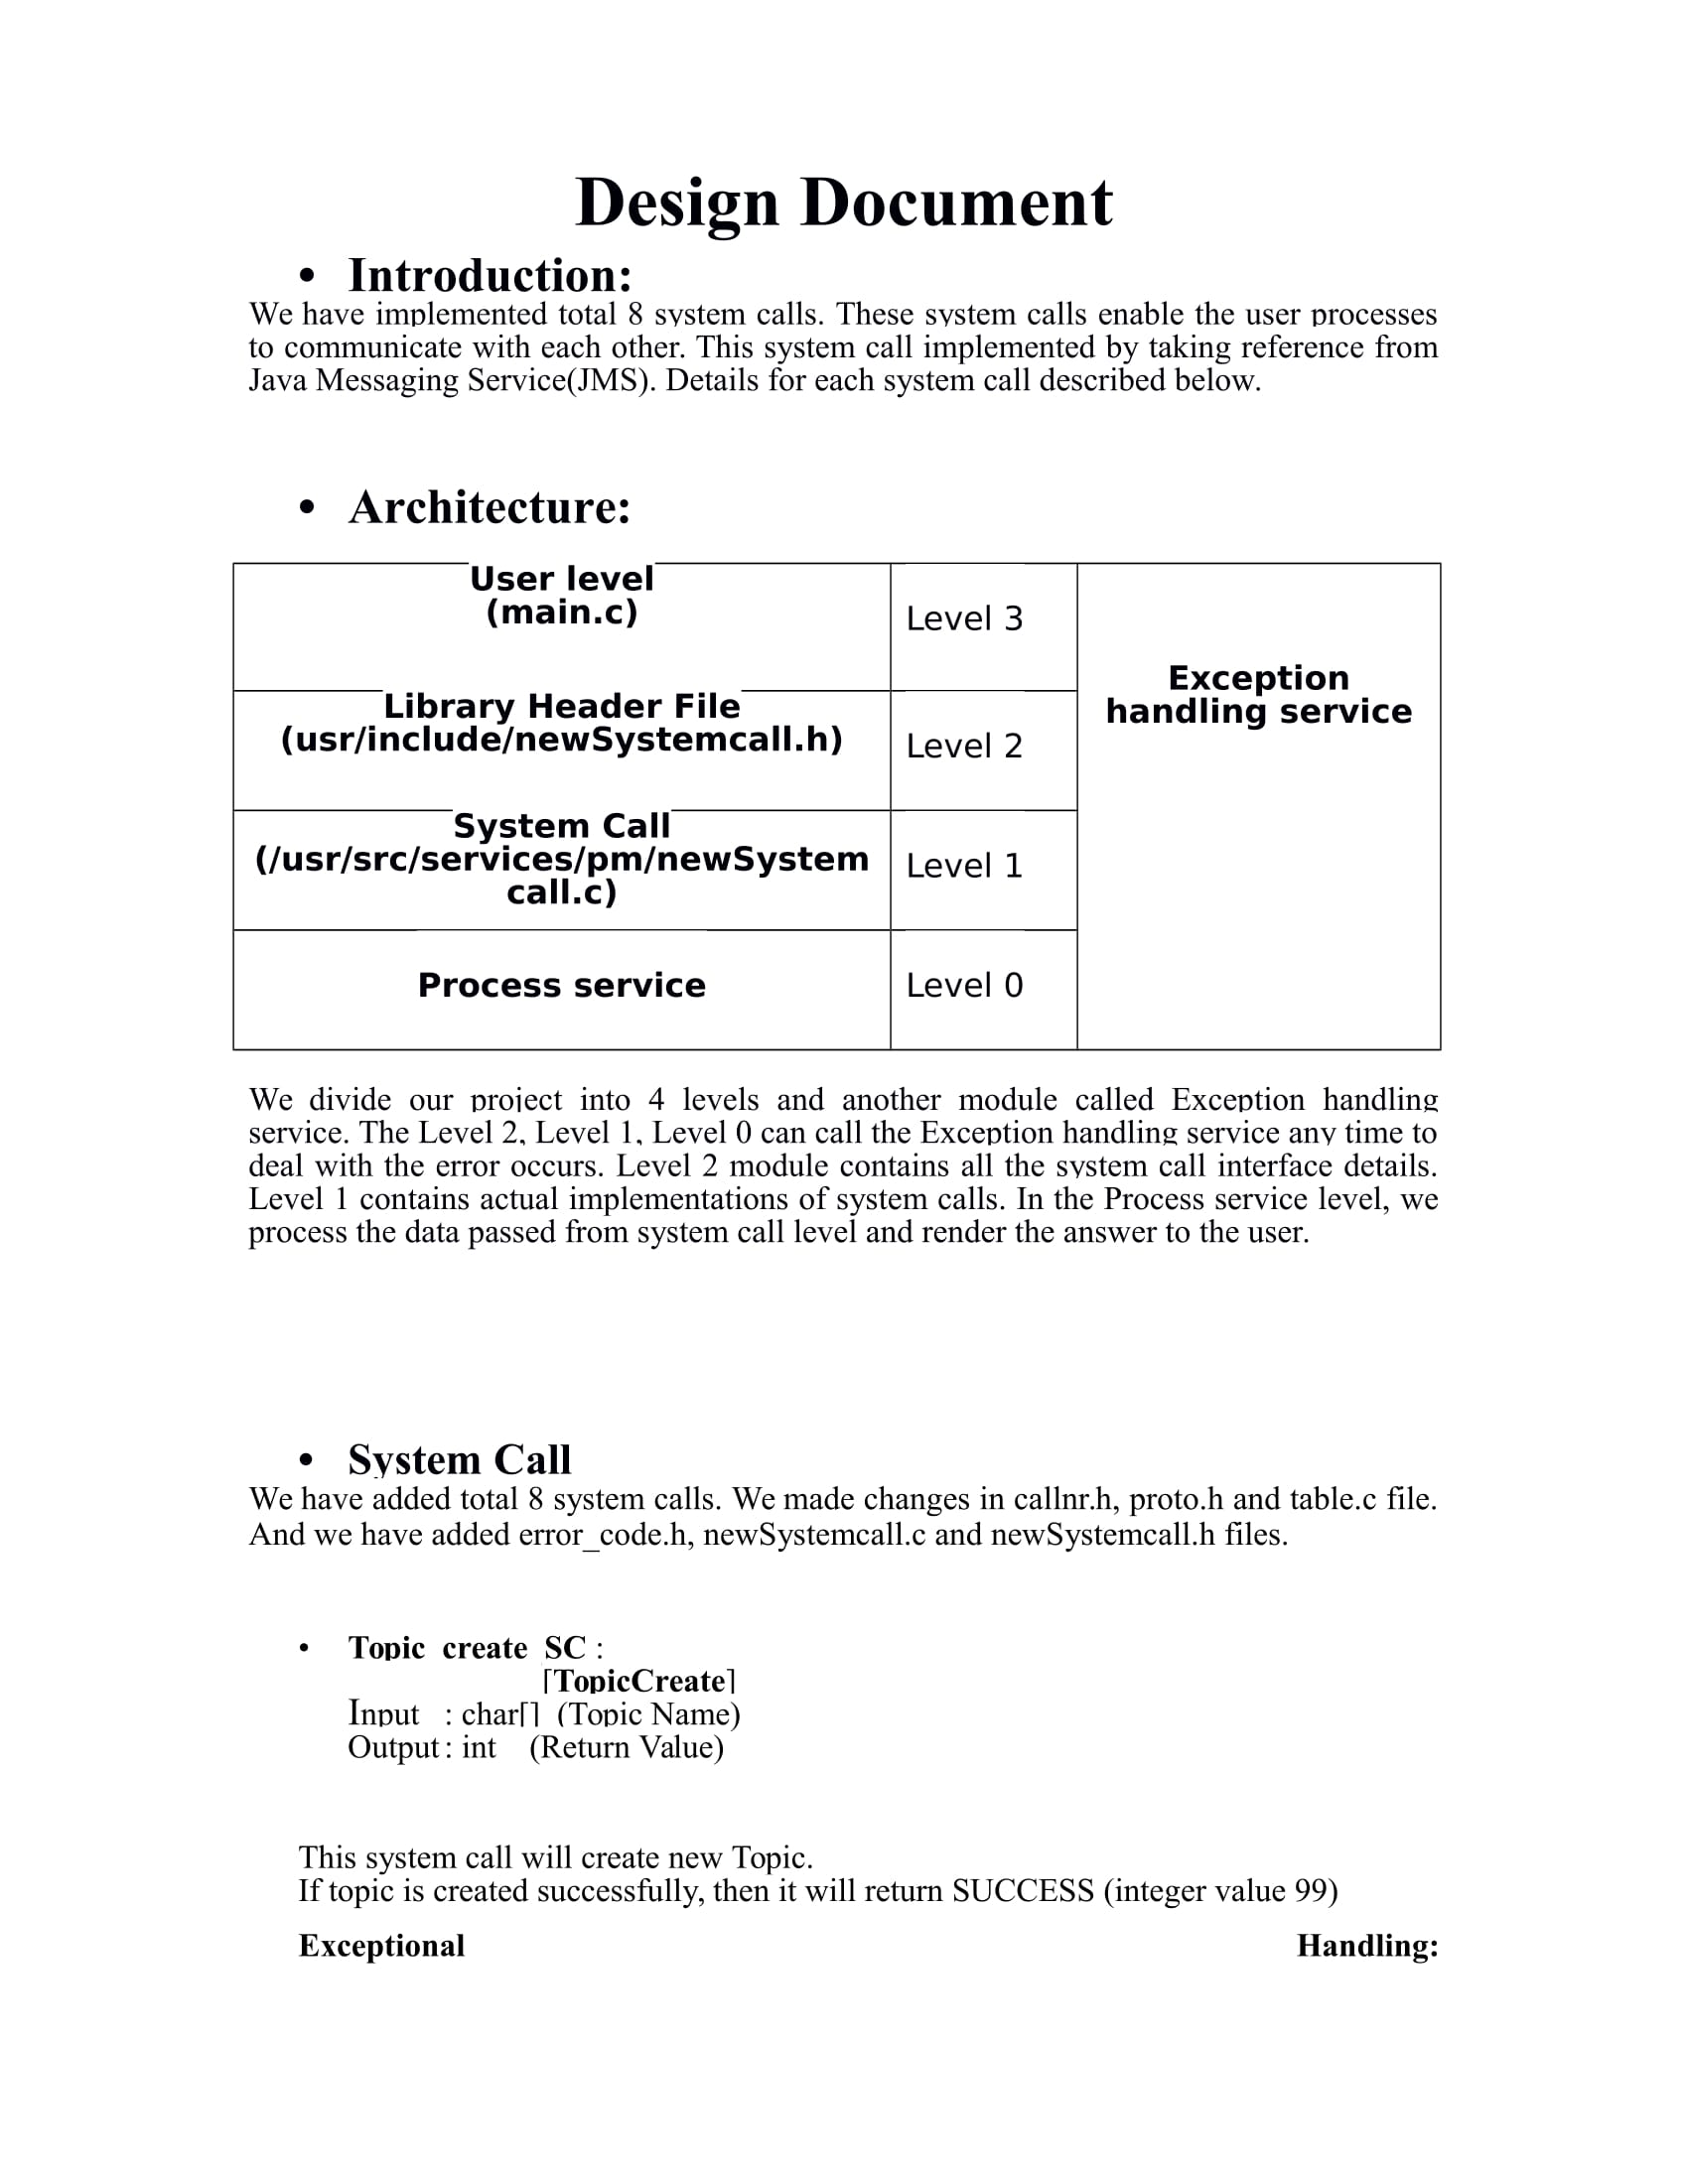 Design Document
• Introduction:
We have implemented total 8 system calls. These system calls enable the user processes
to communicate with each other. This system call implemented by taking reference from
Java Messaging Service(JMS). Details for each system call described below.
• Architecture:
User level
(main.c)
Level 3
Exception
handling service
Library Header File
(usr/include/newSystemcall.h)
Level 2
System Call
(/usr/src/services/pm/newSystem
call.c)
Level 1
Process service
Level 0
We divide our project into 4 levels and another module called Exception handling
service. The Level 2, Level 1, Level 0 can call the Exception handling service any time to
deal with the error occurs. Level 2 module contains all the system call interface details.
Level 1 contains actual implementations of system calls. In the Process service level, we
process the data passed from system call level and render the answer to the user.
• System Call
We have added total 8 system calls. We made changes in callnr.h, proto.h and table.c file.
And we have added error_code.h, newSystemcall.c and newSystemcall.h files.
• Topic create SC :
[TopicCreate]
Input : char[] (Topic Name)
Output : int (Return Value)
This system call will create new Topic.
If topic is created successfully, then it will return SUCCESS (integer value 99)
Exceptional Handling: